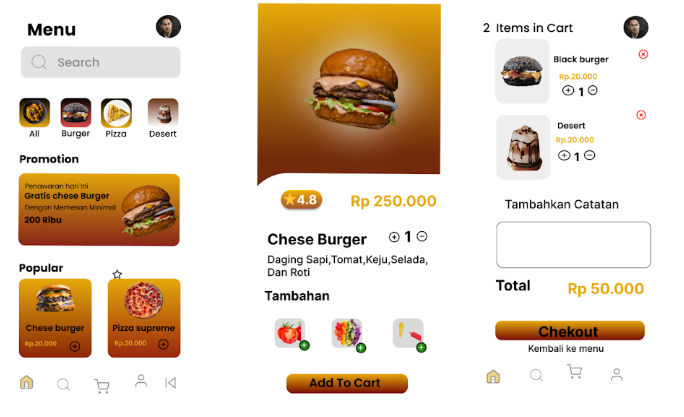 Menu
Search
All
Burger
Pizza
Desert
Promotion
Penawaran hari Ini
Gratis chese Burger
Dengan Memesan Minimal
200 Ribu
Popular
Chese burger
Rp.20.000
Pizza supreme
Rp.20.000
4.8
Rp 250.000
Chese Burger
1
Daging Sapi,Tomat,Keju,Selada,
Dan Roti
Tambahan
Add To Cart
2 Items in Cart
Black burger
Rp.20.000
1
Desert
Rp.20.000
1
Tambahkan Catatan
Total
Rp 50.000
Chekout
Kembali ke menu